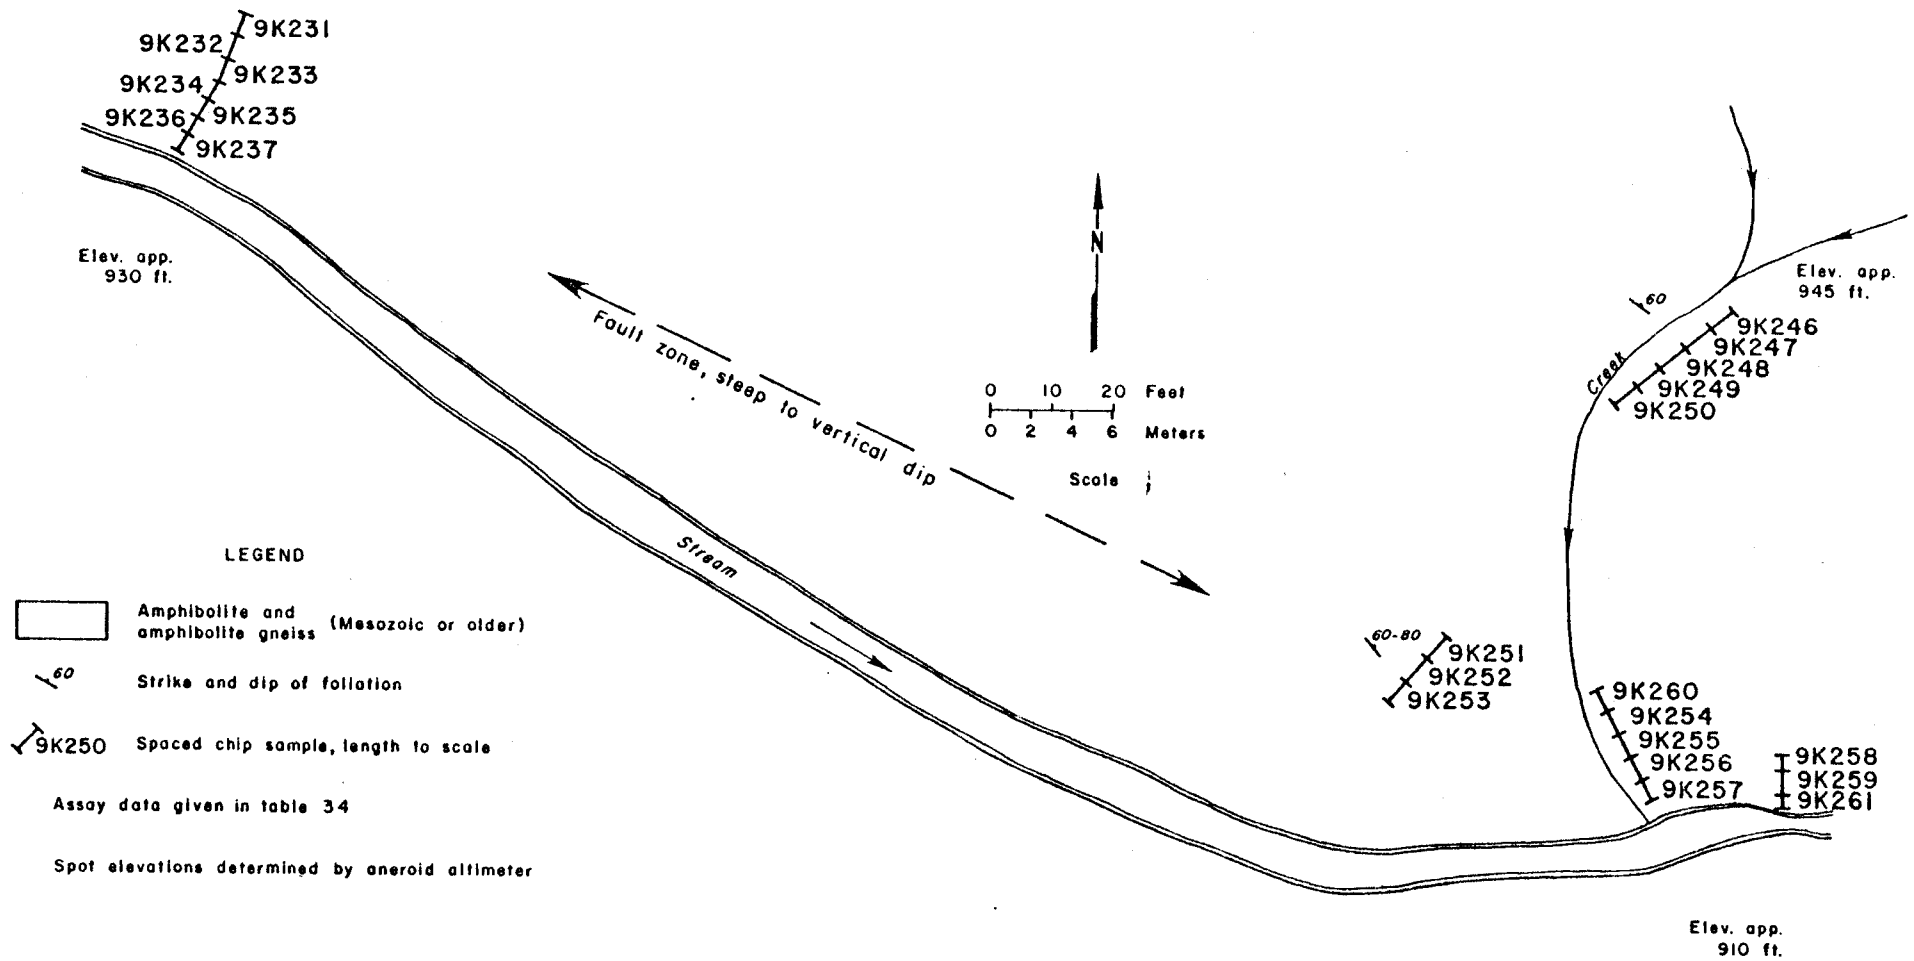 9K231
9K232
9K233
9K234
9K235
9K236
9K237
Elev. app.
930 ft.
Fault zone, steep to vertical dip
N
0 10 20 Feet
0 2 4 6 Meters
Scale
Elev. app.
945 ft.
60
Creek
9K246
9K247
9K248
9K249
9K250
Stream
60-80
9K251
9K252
9K253
9K260
9K254
9K255
9K256
9K257
9K258
9K259
9K261
Elev. app.
910 ft.
LEGEND
Amphibolite and
amphibolite gneiss (Mesozoic or older)
60 Strike and dip of foliation
9K250 Spaced chip sample, length to scale
Assay data given in table 34
Spot elevations determined by aneroid altimeter